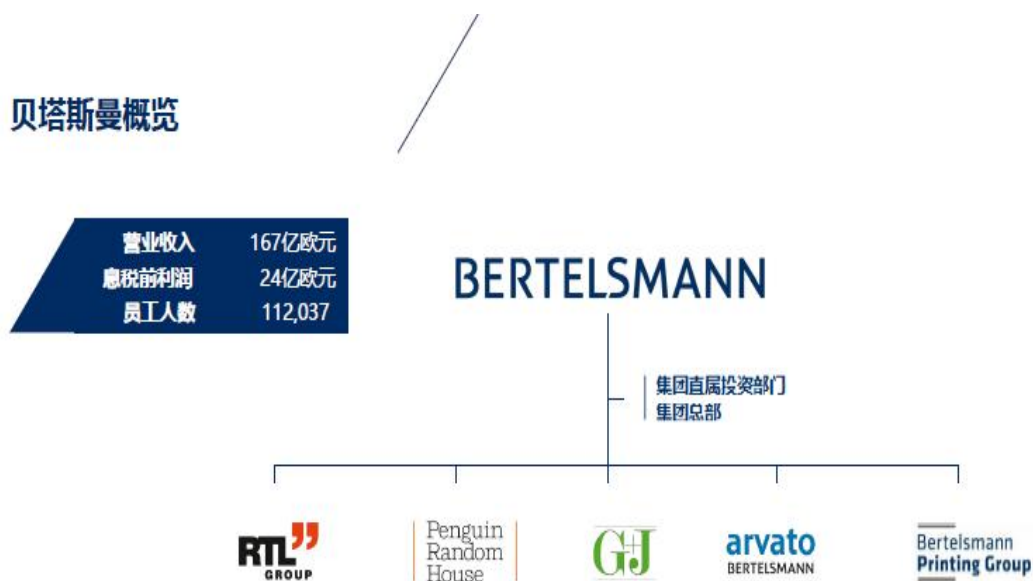 贝塔斯曼概览
营业收入 167亿欧元
息税前利润 24亿欧元
员工人数 112,037
BERTELSMANN
集团直属投资部门
集团总部
RTL
GROUP
Penguin
Random
House
G+J
arvato
BERTELSMANN
Bertelsmann
Printing Group